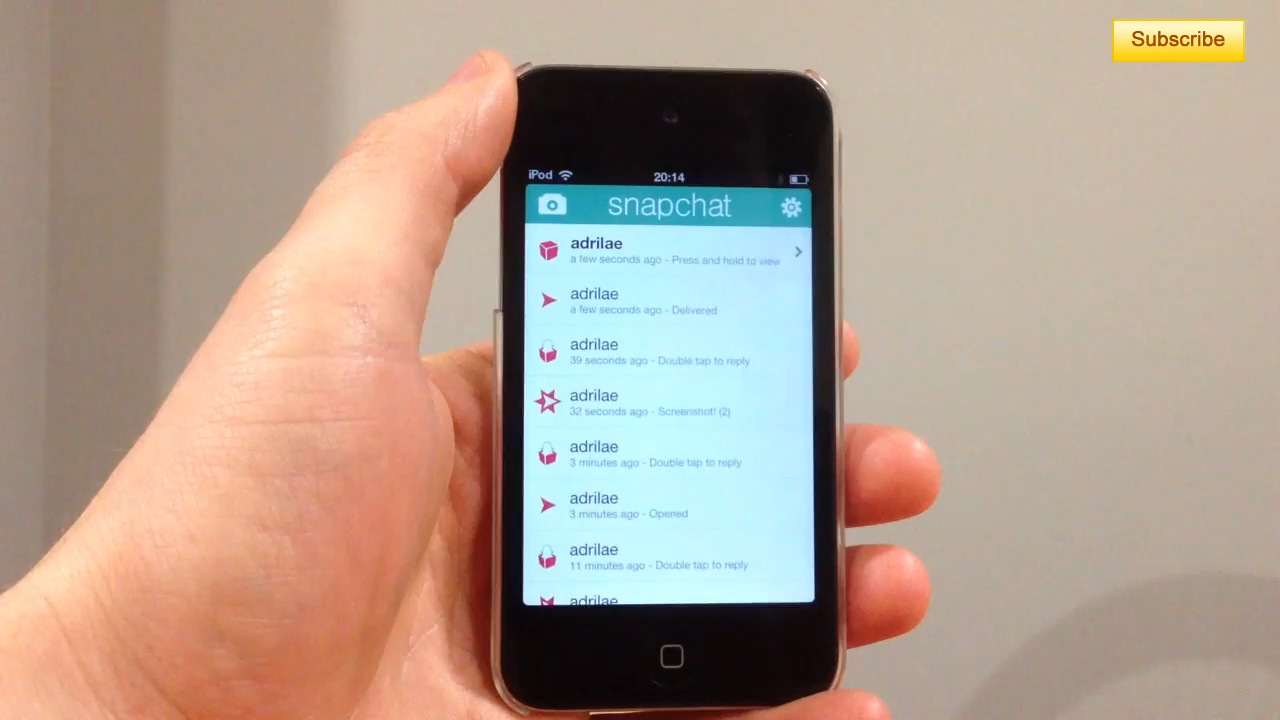 Subscribe
iPod 20:14
snapchat
adrilae
a few seconds ago - Press and hold to view
adrilae
a few seconds ago - Delivered
adrilae
39 seconds ago - Double tap to reply
adrilae
32 seconds ago - Screenshot! (2)
adrilae
3 minutes ago - Double tap to reply
adrilae
3 minutes ago - Opened
adrilae
11 minutes ago - Double tap to reply
adrilae